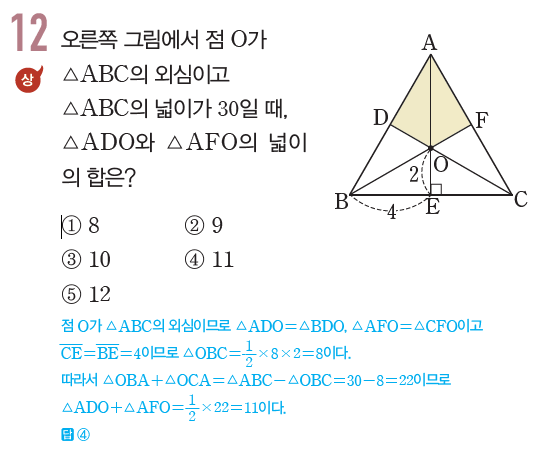 12 오른쪽 그림에서 점 O가
상 △ABC의 외심이고
△ABC의 넓이가 30일 때,
△ADO와 △AFO의 넓이
의 합은?
① 8 ② 9
③ 10 ④ 11
⑤ 12
A
D F
O
2
B 4 E C
점 O가 △ABC의 외심이므로 △ADO=△BDO, △AFO=△CFO이고
CE=BE=4이므로 △OBC=1/2×8×2=8이다.
따라서 △OBA+△OCA=△ABC-△OBC=30-8=22이므로
△ADO+△AFO=1/2×22=11이다.
답 ④